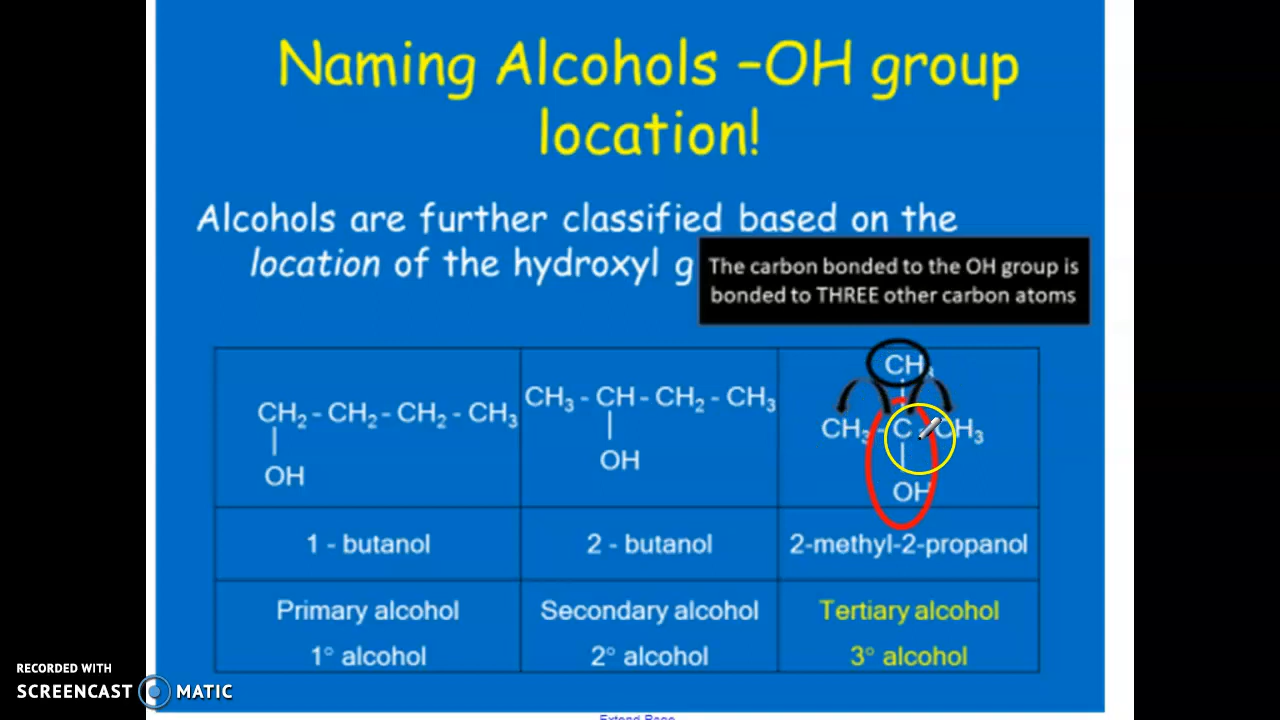 Naming Alcohols –OH group
location!
Alcohols are further classified based on the
location of the hydroxyl g
The carbon bonded to the OH group is
bonded to THREE other carbon atoms
CH₂ - CH₂ - CH₂ - CH₃
OH
CH₃ - CH - CH₂ - CH₃
OH
CH₃
CH₃ - C - CH₃
OH
1 - butanol
2 - butanol
2-methyl-2-propanol
Primary alcohol
1° alcohol
Secondary alcohol
2° alcohol
Tertiary alcohol
3° alcohol
RECORDED WITH
SCREENCAST MATIC
Extend Page